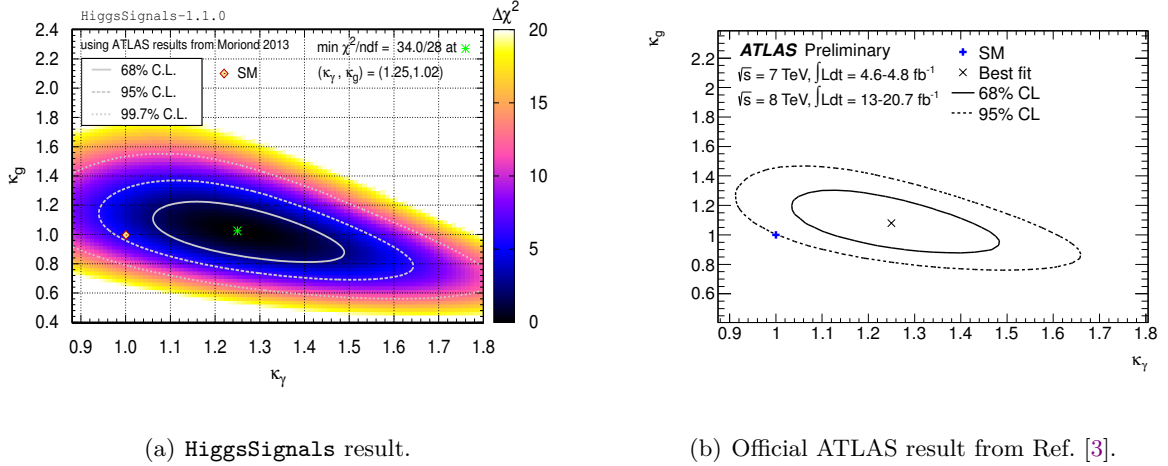 HiggsSignals-1.1.0
Δχ²
using ATLAS results from Moriond 2013
min χ²/ndf = 34.0/28 at
68% C.L.
SM
(κγ , κg) = (1.25,1.02)
95% C.L.
99.7% C.L.
2.4
2.2
2.0
1.8
1.6
1.4
1.2
1.0
0.8
0.6
0.4
κg
0.9 1.0 1.1 1.2 1.3 1.4 1.5 1.6 1.7 1.8
κγ
20
15
10
5
0
κg
ATLAS Preliminary
√s = 7 TeV, ∫Ldt = 4.6-4.8 fb⁻¹
√s = 8 TeV, ∫Ldt = 13-20.7 fb⁻¹
SM
Best fit
68% CL
95% CL
2.2
2
1.8
1.6
1.4
1.2
1
0.8
0.6
0.4
0.9 1 1.1 1.2 1.3 1.4 1.5 1.6 1.7 1.8
κγ
(a) HiggsSignals result.
(b) Official ATLAS result from Ref. [3].